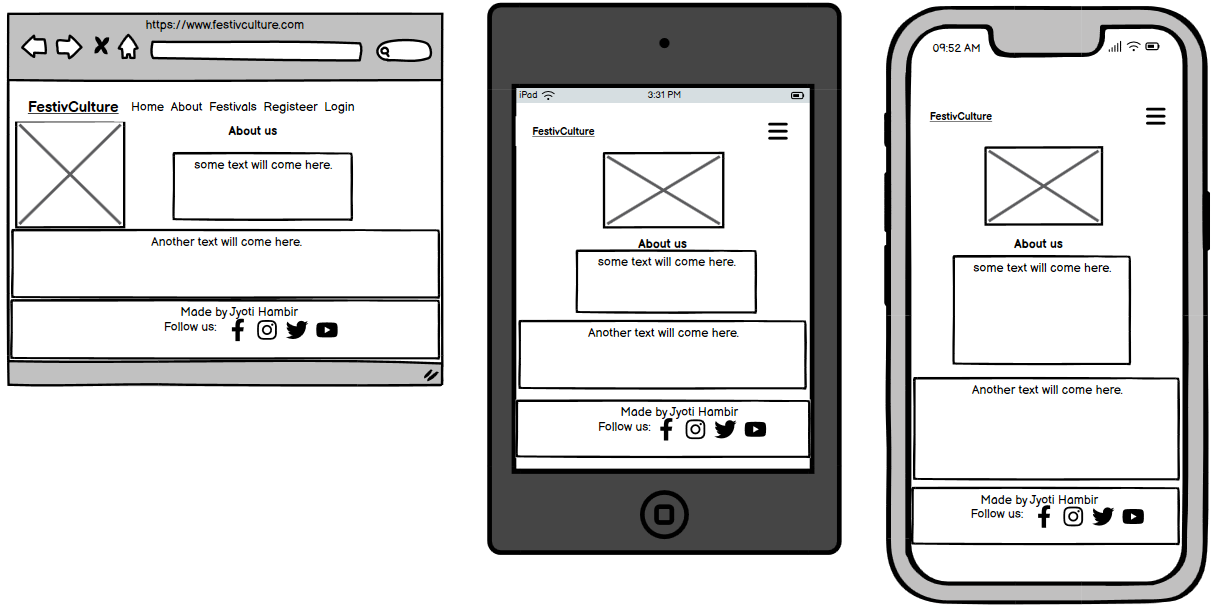 https://www.festivculture.com
FestivCulture Home About Festivals Registeer Login
About us
some text will come here.
Another text will come here.
Made by Jyoti Hambir
Follow us:
iPad 3:31 PM
FestivCulture
About us
some text will come here.
Another text will come here.
Made by Jyoti Hambir
Follow us:
09:52 AM
FestivCulture
About us
some text will come here.
Another text will come here.
Made by Jyoti Hambir
Follow us: